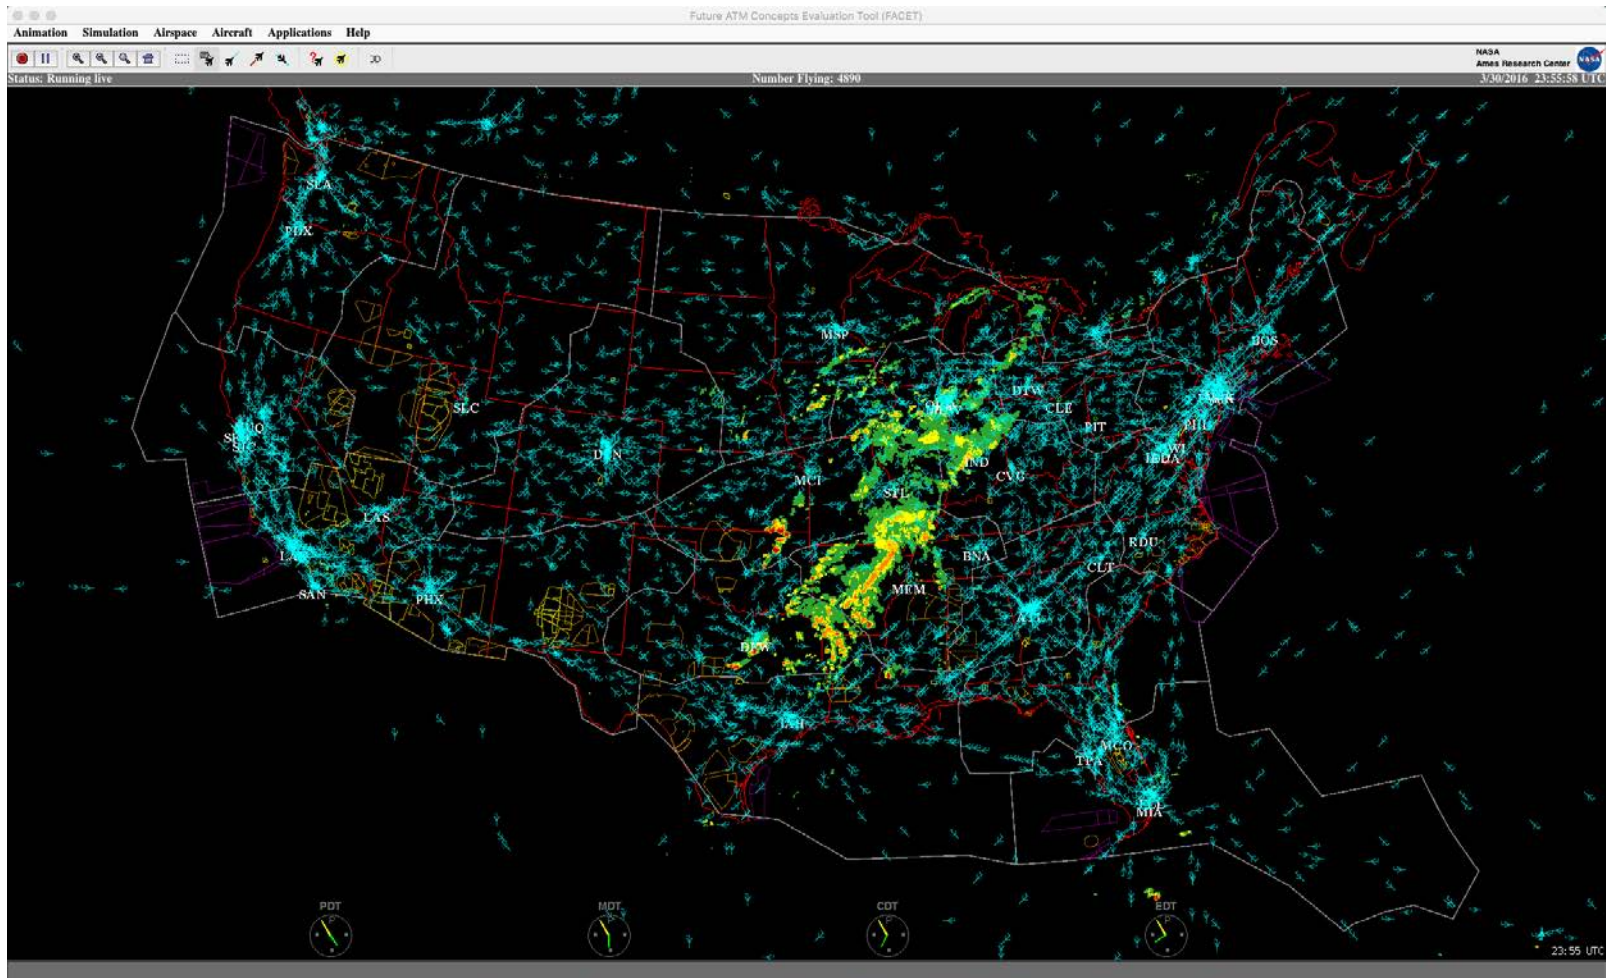 Future ATM Concepts Evaluation Tool (FACET)
Animation Simulation Airspace Aircraft Applications Help
3D
NASA
Ames Research Center
NASA
Status: Running live
Number Flying: 4890
3/30/2016 23:55:58 UTC
SEA
PDX
MSP
BOS
SLC
DTW
CLE
PIT
PHL
DEN
MCI
IND
CVG
STL
LAS
BNA
RDU
CLT
MEM
SAN
PHX
DFW
IAH
MCO
TPA
MIA
PDT
P
MDT
P
CDT
P
EDT
P
23:55 UTC